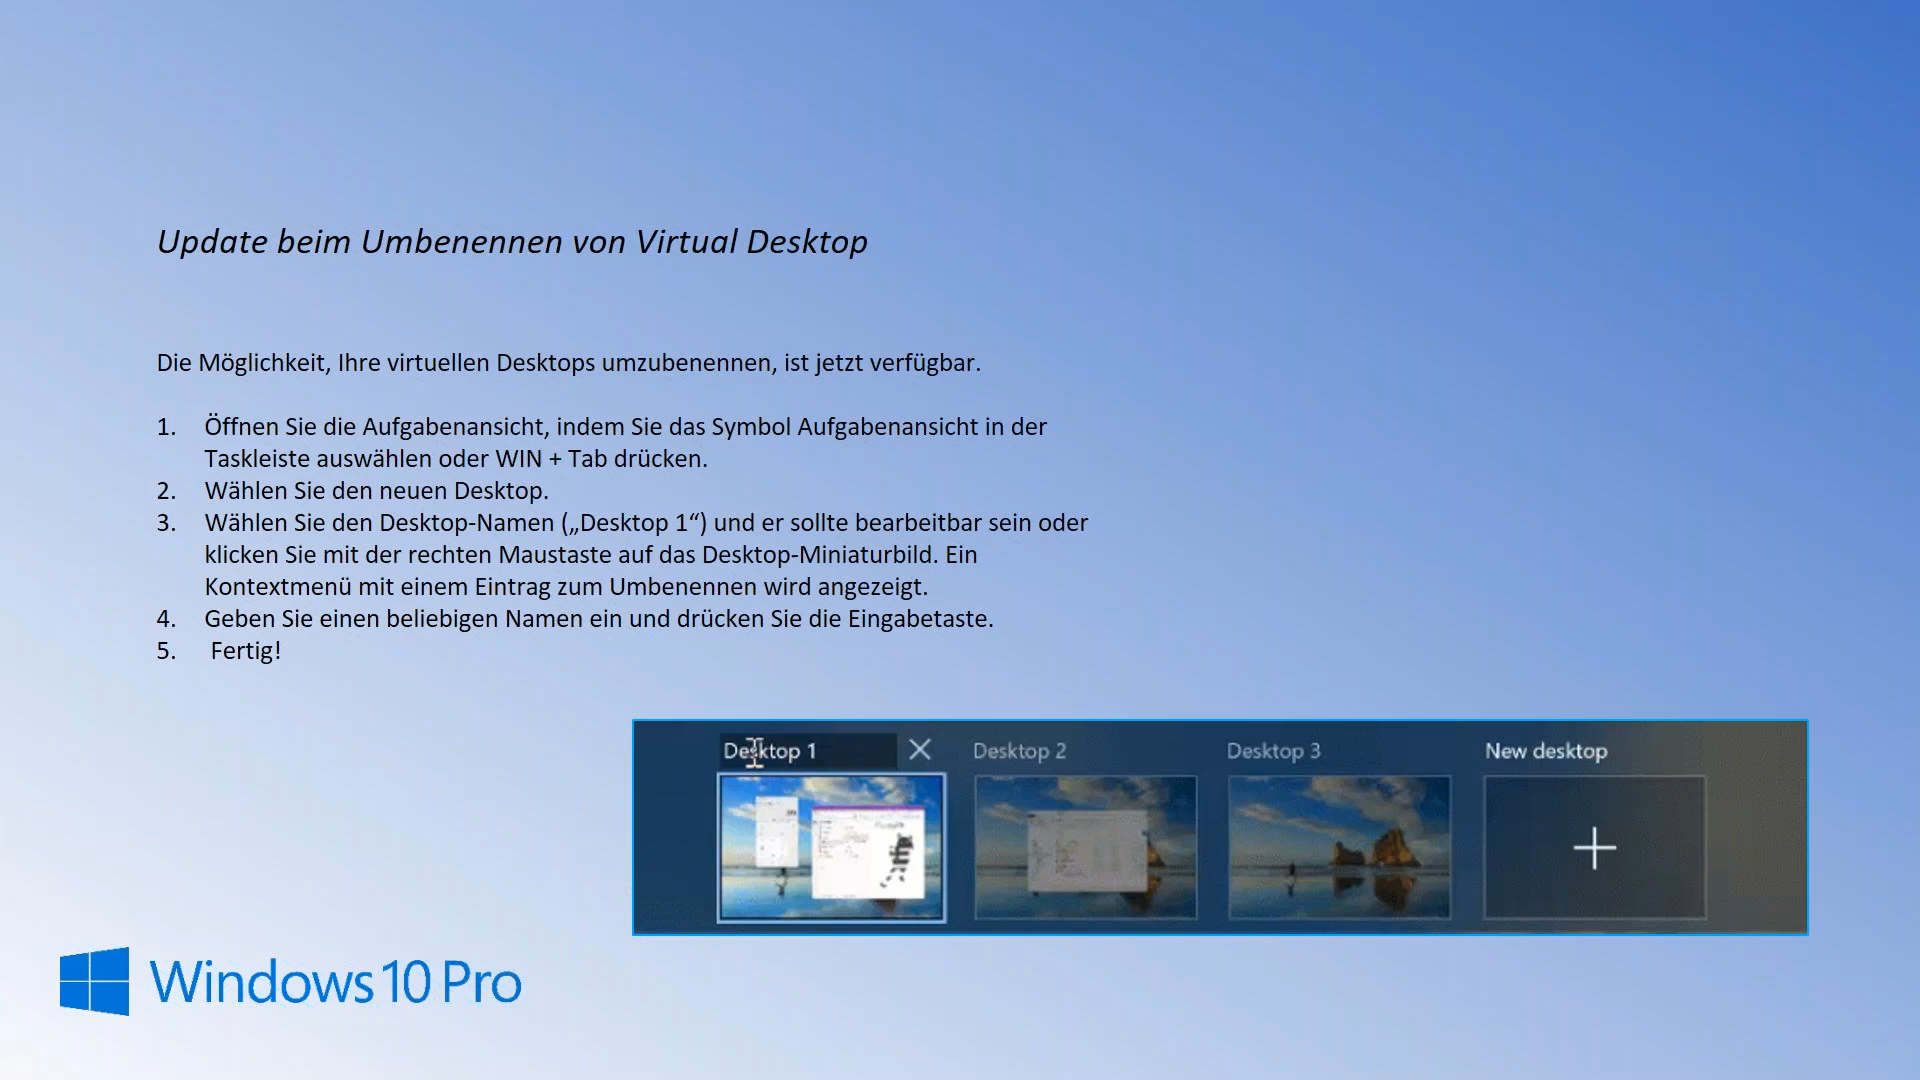 Update beim Umbenennen von Virtual Desktop
Die Möglichkeit, Ihre virtuellen Desktops umzubenennen, ist jetzt verfügbar.
1. Öffnen Sie die Aufgabenansicht, indem Sie das Symbol Aufgabenansicht in der
Taskleiste auswählen oder WIN + Tab drücken.
2. Wählen Sie den neuen Desktop.
3. Wählen Sie den Desktop-Namen („Desktop 1“) und er sollte bearbeitbar sein oder
klicken Sie mit der rechten Maustaste auf das Desktop-Miniaturbild. Ein
Kontextmenü mit einem Eintrag zum Umbenennen wird angezeigt.
4. Geben Sie einen beliebigen Namen ein und drücken Sie die Eingabetaste.
5. Fertig!
Desktop 1 Desktop 2 Desktop 3 New desktop
Windows 10 Pro